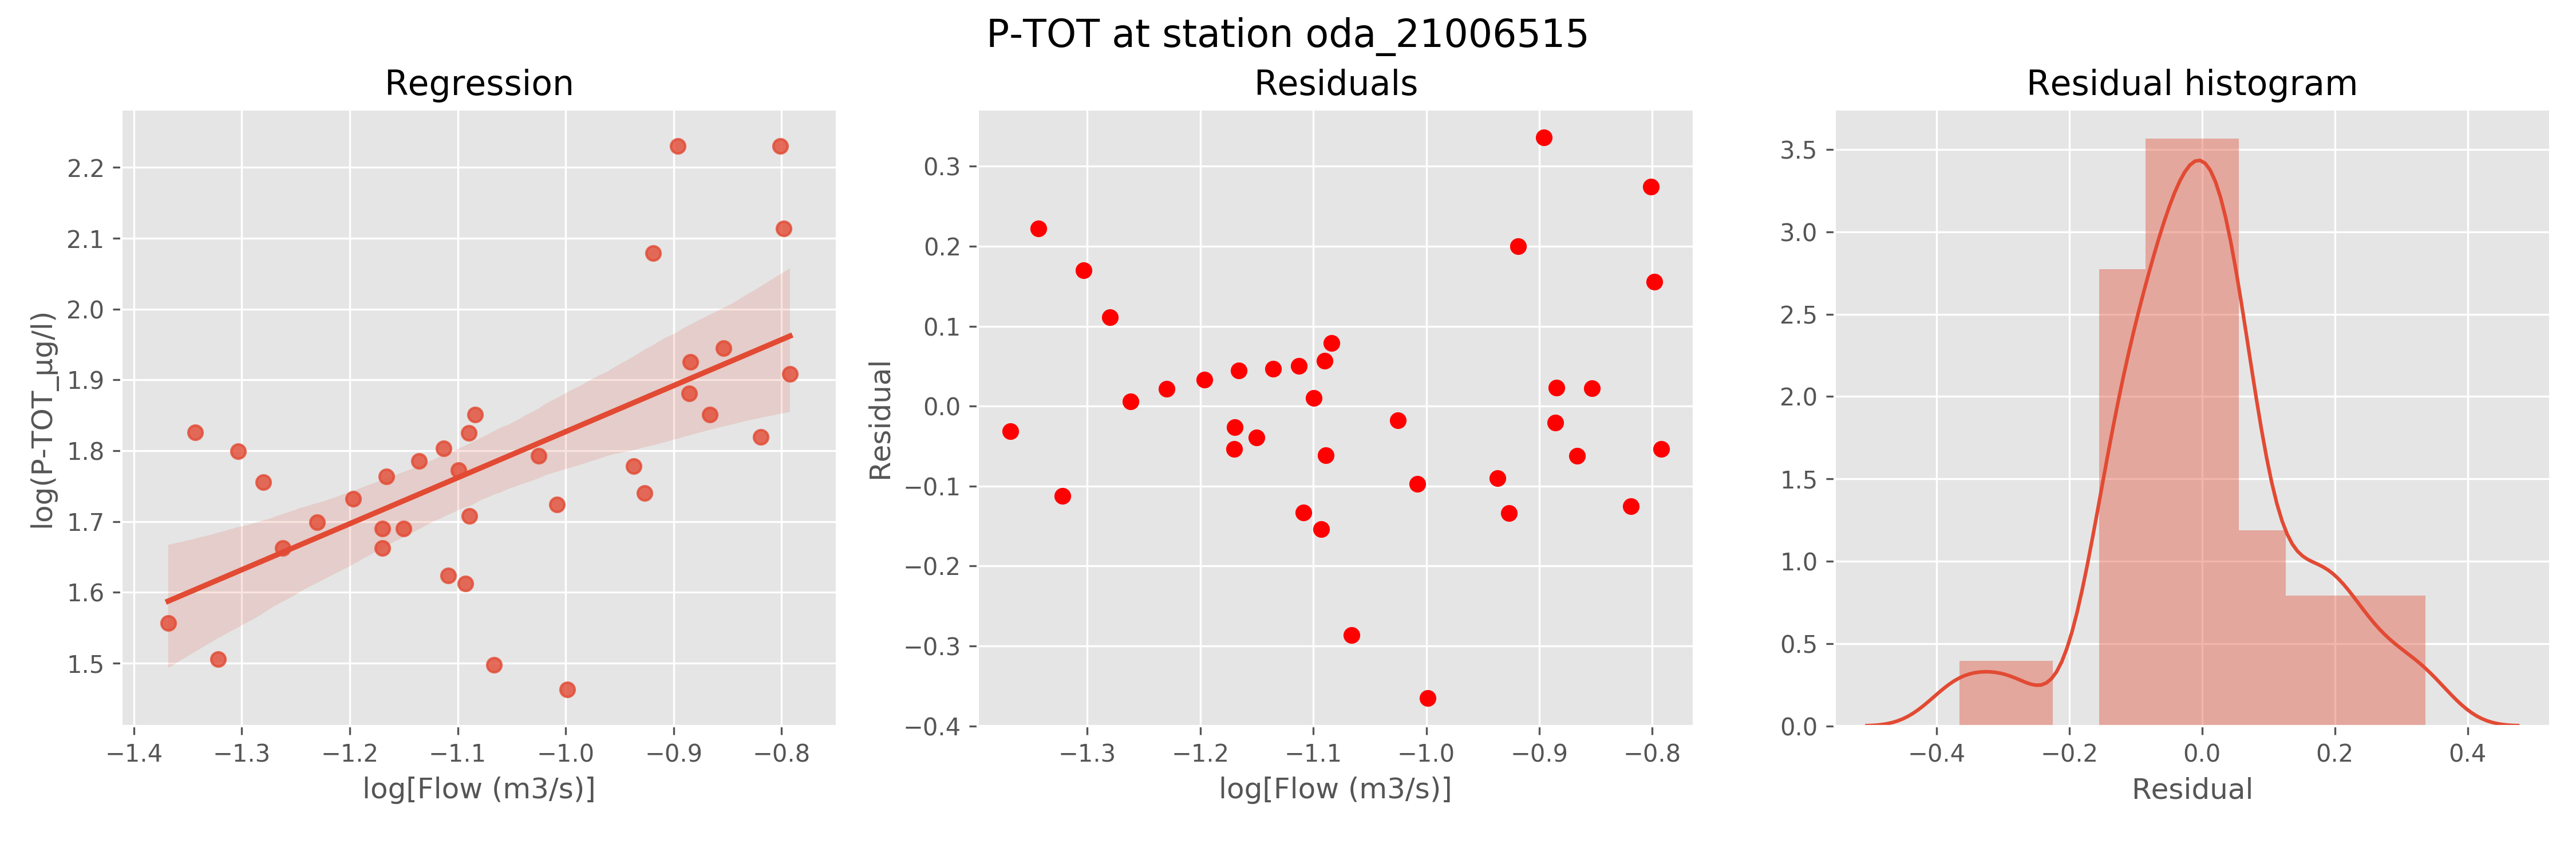 P-TOT at station oda_21006515
Regression
2.2
2.1
2.0
1.9
1.8
1.7
1.6
1.5
log(P-TOT_µg/l)
−1.4 −1.3 −1.2 −1.1 −1.0 −0.9 −0.8
log[Flow (m3/s)]
Residuals
0.3
0.2
0.1
0.0
−0.1
−0.2
−0.3
−0.4
Residual
−1.3 −1.2 −1.1 −1.0 −0.9 −0.8
log[Flow (m3/s)]
Residual histogram
3.5
3.0
2.5
2.0
1.5
1.0
0.5
0.0
−0.4 −0.2 0.0 0.2 0.4
Residual